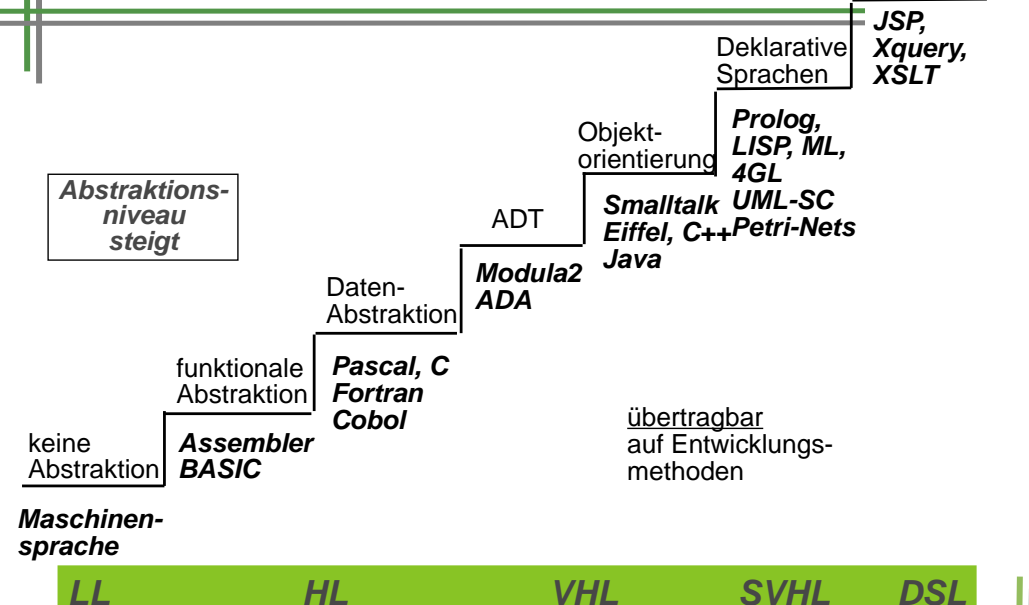 JSP,
Xquery,
XSLT
Deklarative
Sprachen
Prolog,
LISP, ML,
4GL
UML-SC
Petri-Nets
Objekt-
orientierung
Smalltalk
Eiffel, C++
Java
Abstraktions-
niveau
steigt
ADT
Modula2
ADA
Daten-
Abstraktion
Pascal, C
Fortran
Cobol
funktionale
Abstraktion
Assembler
BASIC
keine
Abstraktion
Maschinen-
sprache
übertragbar
auf Entwicklungs-
methoden
LL HL VHL SVHL DSL